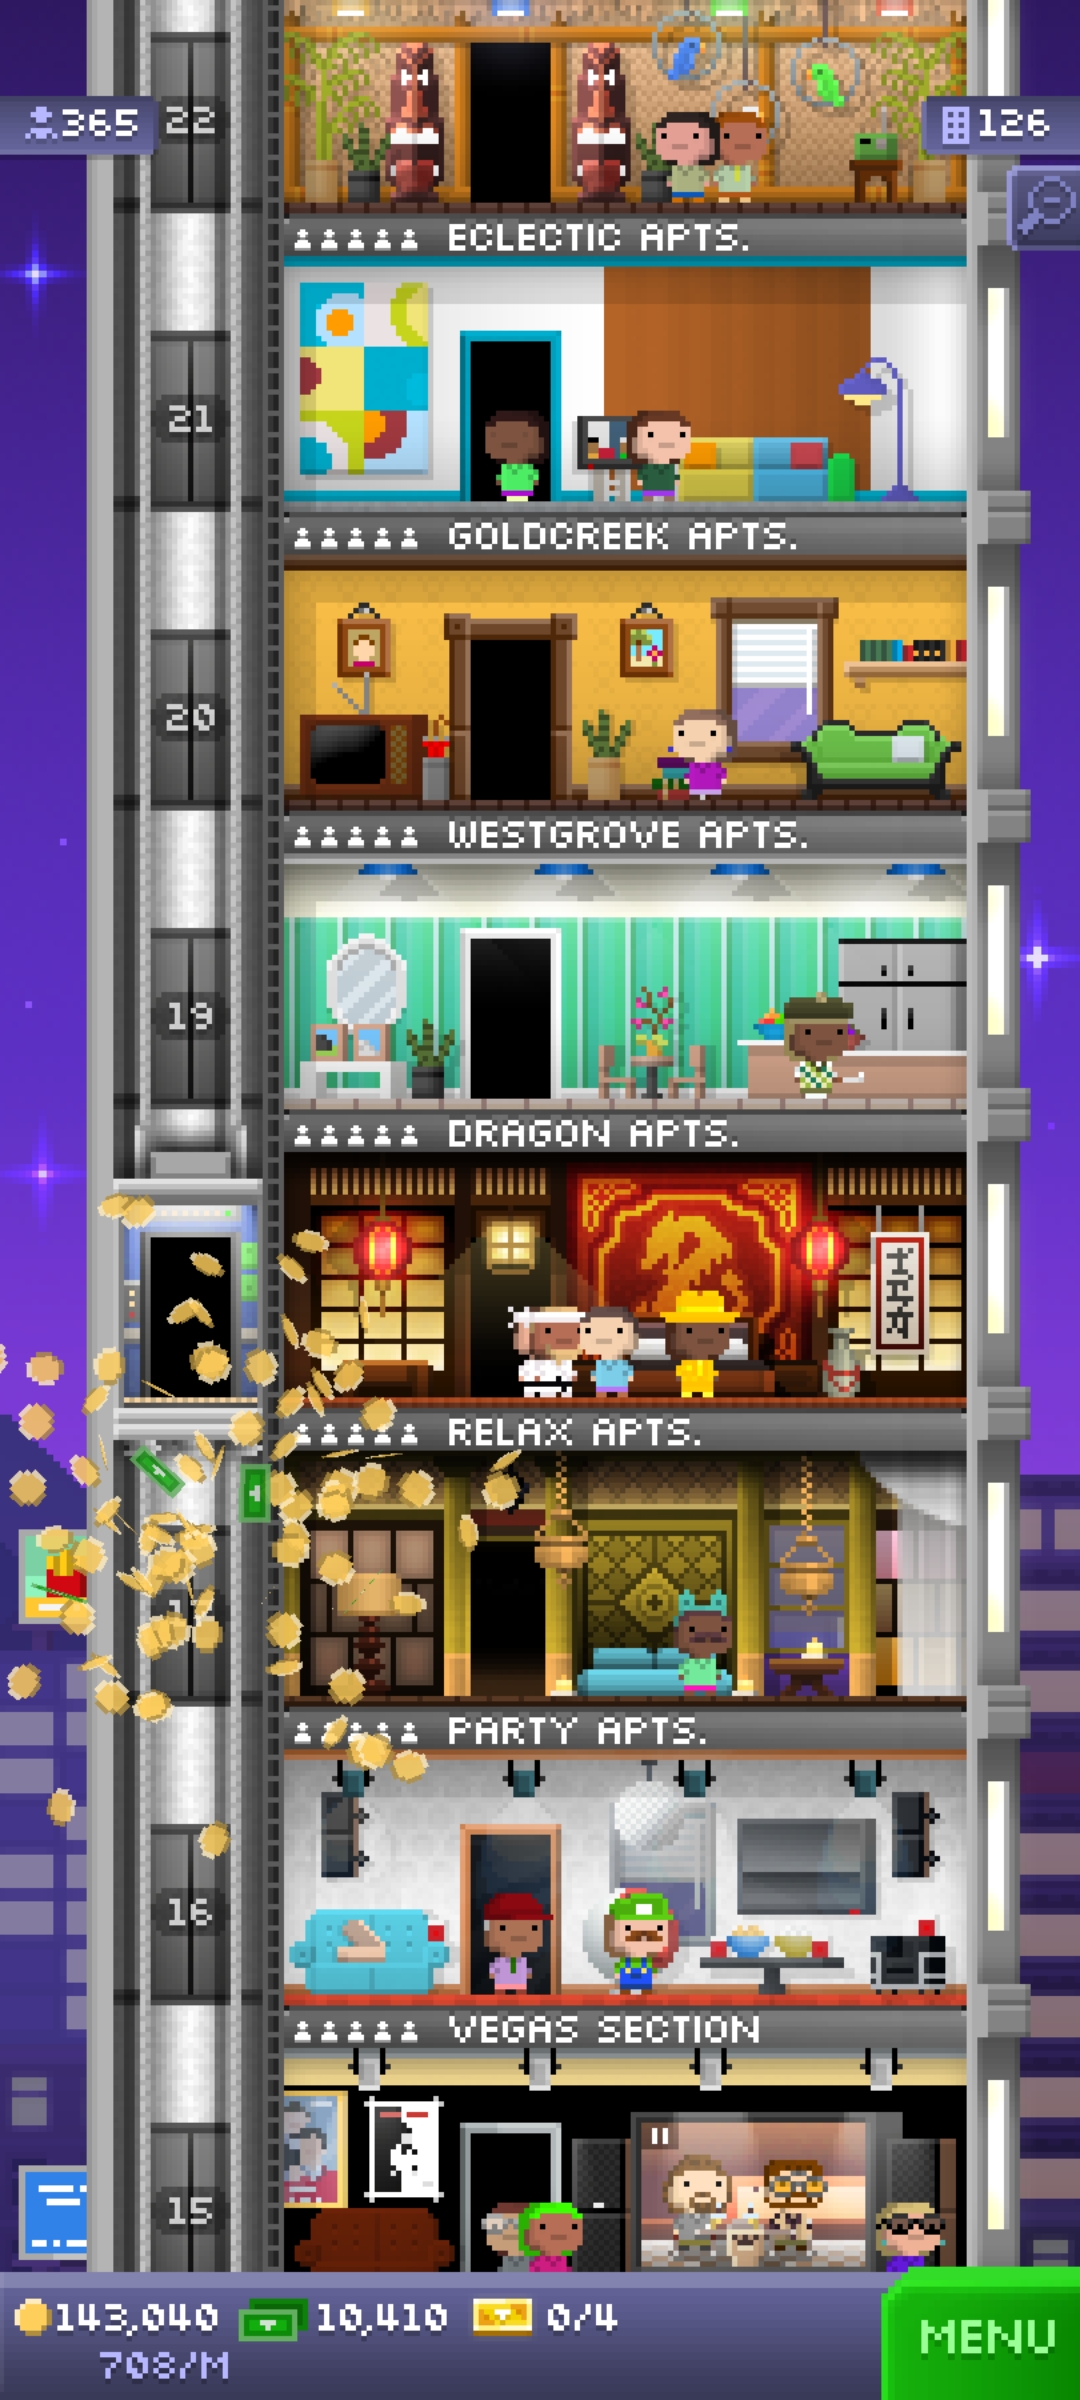 365
22
126
ECLECTIC APTS.
21
GOLDCREEK APTS.
20
WESTGROVE APTS.
19
DRAGON APTS.
RELAX APTS.
PARTY APTS.
16
VEGAS SECTION
15
143,040
10,410
0/4
708/M
MENU